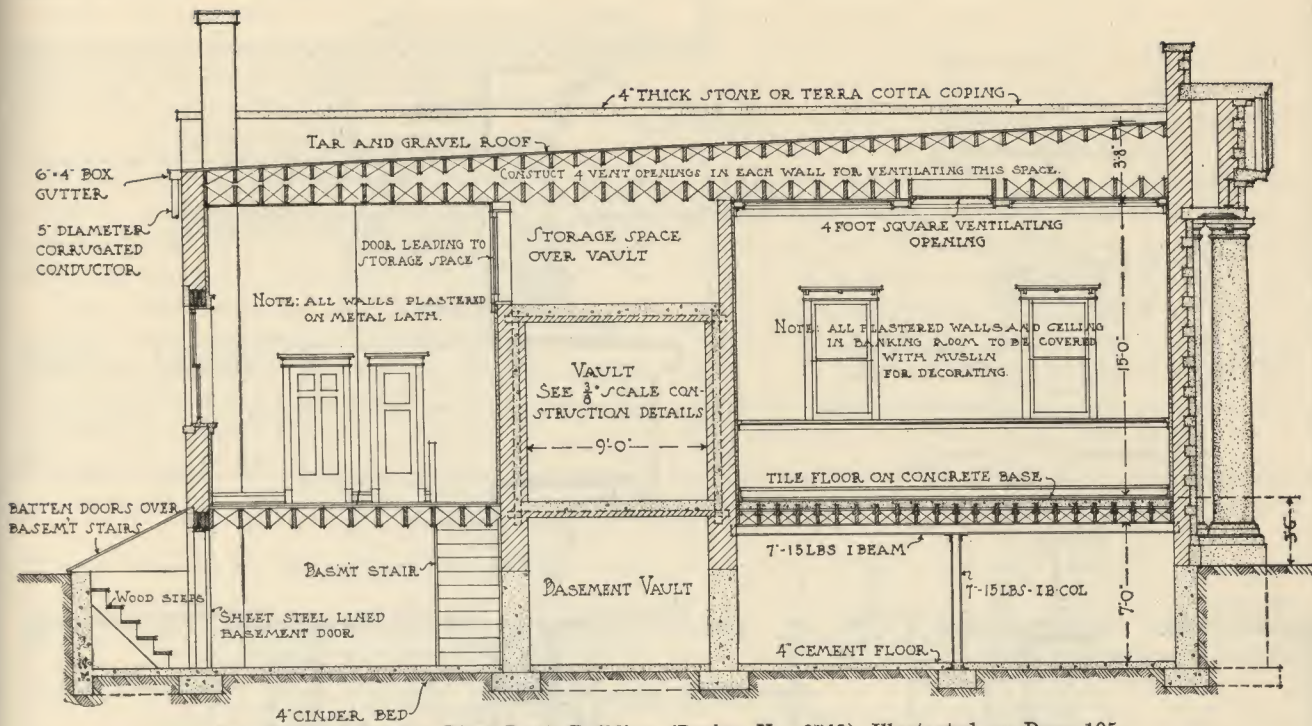 4" THICK STONE OR TERRA COTTA COPING
TAR AND GRAVEL ROOF
6"×4" BOX
GUTTER
CONSTUCT 4 VENT OPENINGS IN EACH WALL FOR VENTILATING THIS SPACE.
3'8"
5" DIAMETER
CORRUGATED
CONDUCTOR
DOOR LEADING TO
STORAGE SPACE
STORAGE SPACE
OVER VAULT
4 FOOT SQUARE VENTILATING
OPENING
NOTE: ALL WALLS PLASTERED
ON METAL LATH.
NOTE: ALL PLASTERED WALLS AND CEILING
IN BANKING ROOM TO BE COVERED
WITH MUSLIN
FOR DECORATING.
15'-0"
VAULT
SEE 3/8" SCALE CON-
STRUCTION DETAILS
9'-0"
TILE FLOOR ON CONCRETE BASE
BATTEN DOORS OVER
BASEM'T STAIRS
3'6"
7"-15 LBS I BEAM
BASM'T STAIR
BASEMENT VAULT
7"-15 LBS-I B-COL
7'-0"
WOOD STEPS
SHEET STEEL LINED
BASEMENT DOOR
4" CEMENT FLOOR
4" CINDER BED